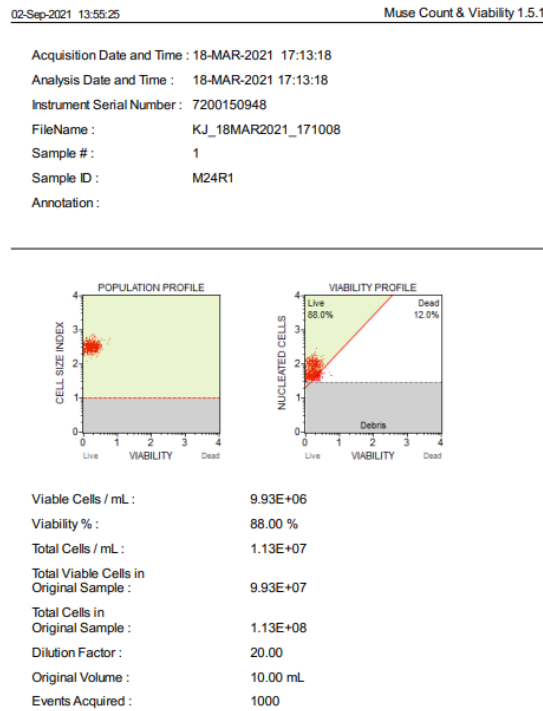 02-Sep-2021 13:55:25 Muse Count & Viability 1.5.1
Acquisition Date and Time : 18-MAR-2021 17:13:18
Analysis Date and Time : 18-MAR-2021 17:13:18
Instrument Serial Number : 7200150948
FileName : KJ_18MAR2021_171008
Sample # : 1
Sample ID : M24R1
Annotation :
POPULATION PROFILE
4
3
2
1
0
CELL SIZE INDEX
0 1 2 3 4
Live VIABILITY Dead
VIABILITY PROFILE
4
3
2
1
0
NUCLEATED CELLS
Live Dead
88.0% 12.0%
Debris
0 1 2 3 4
Live VIABILITY Dead
Viable Cells / mL : 9.93E+06
Viability % : 88.00 %
Total Cells / mL : 1.13E+07
Total Viable Cells in
Original Sample : 9.93E+07
Total Cells in
Original Sample : 1.13E+08
Dilution Factor : 20.00
Original Volume : 10.00 mL
Events Acquired : 1000